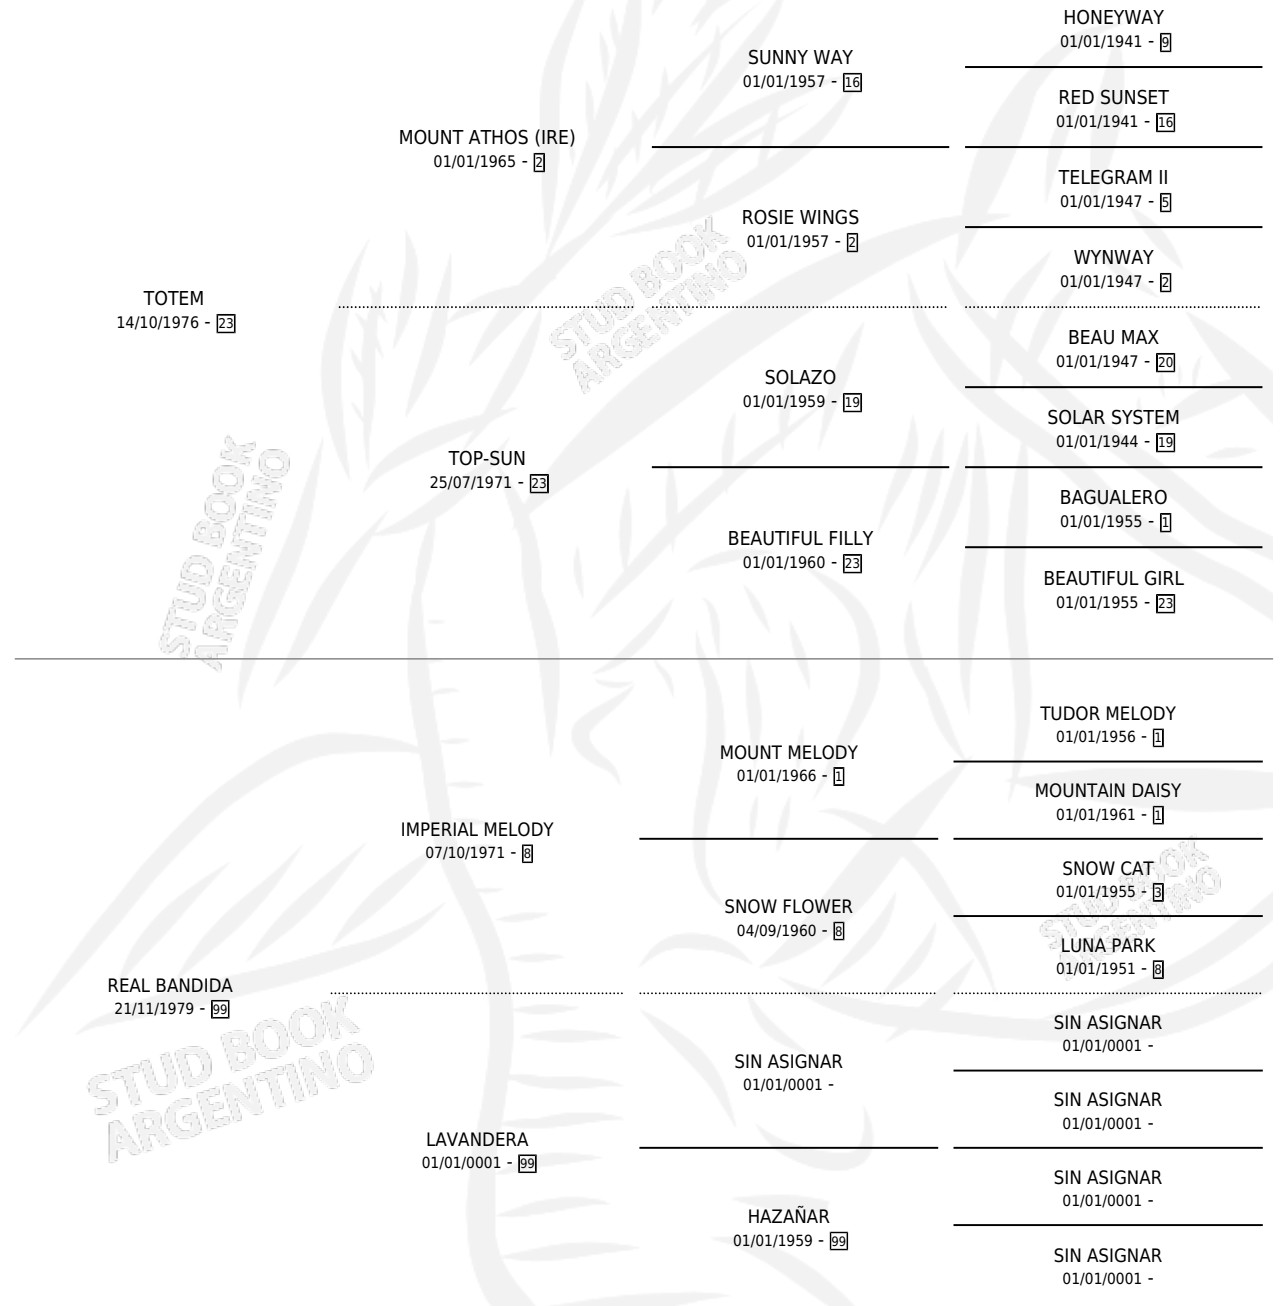 HONEYWAY
01/01/1941 - 9
SUNNY WAY
01/01/1957 - 16
RED SUNSET
01/01/1941 - 16
MOUNT ATHOS (IRE)
01/01/1965 - 2
TELEGRAM II
01/01/1947 - 5
ROSIE WINGS
01/01/1957 - 2
WYNWAY
01/01/1947 - 2
TOTEM
14/10/1976 - 23
BEAU MAX
01/01/1947 - 20
SOLAZO
01/01/1959 - 19
SOLAR SYSTEM
01/01/1944 - 19
TOP-SUN
25/07/1971 - 23
BAGUALERO
01/01/1955 - 1
BEAUTIFUL FILLY
01/01/1960 - 23
BEAUTIFUL GIRL
01/01/1955 - 23
STUD BOOK
ARGENTINO
STUD BOOK
ARGENTINO
TUDOR MELODY
01/01/1956 - 1
MOUNT MELODY
01/01/1966 - 1
MOUNTAIN DAISY
01/01/1961 - 1
IMPERIAL MELODY
07/10/1971 - 8
SNOW CAT
01/01/1955 - 3
SNOW FLOWER
04/09/1960 - 8
LUNA PARK
01/01/1951 - 8
REAL BANDIDA
21/11/1979 - 99
SIN ASIGNAR
01/01/0001 -
SIN ASIGNAR
01/01/0001 -
SIN ASIGNAR
01/01/0001 -
LAVANDERA
01/01/0001 - 99
SIN ASIGNAR
01/01/0001 -
HAZAÑAR
01/01/1959 - 99
SIN ASIGNAR
01/01/0001 -
STUD BOOK
ARGENTINO
STUD BOOK
ARGENTINO